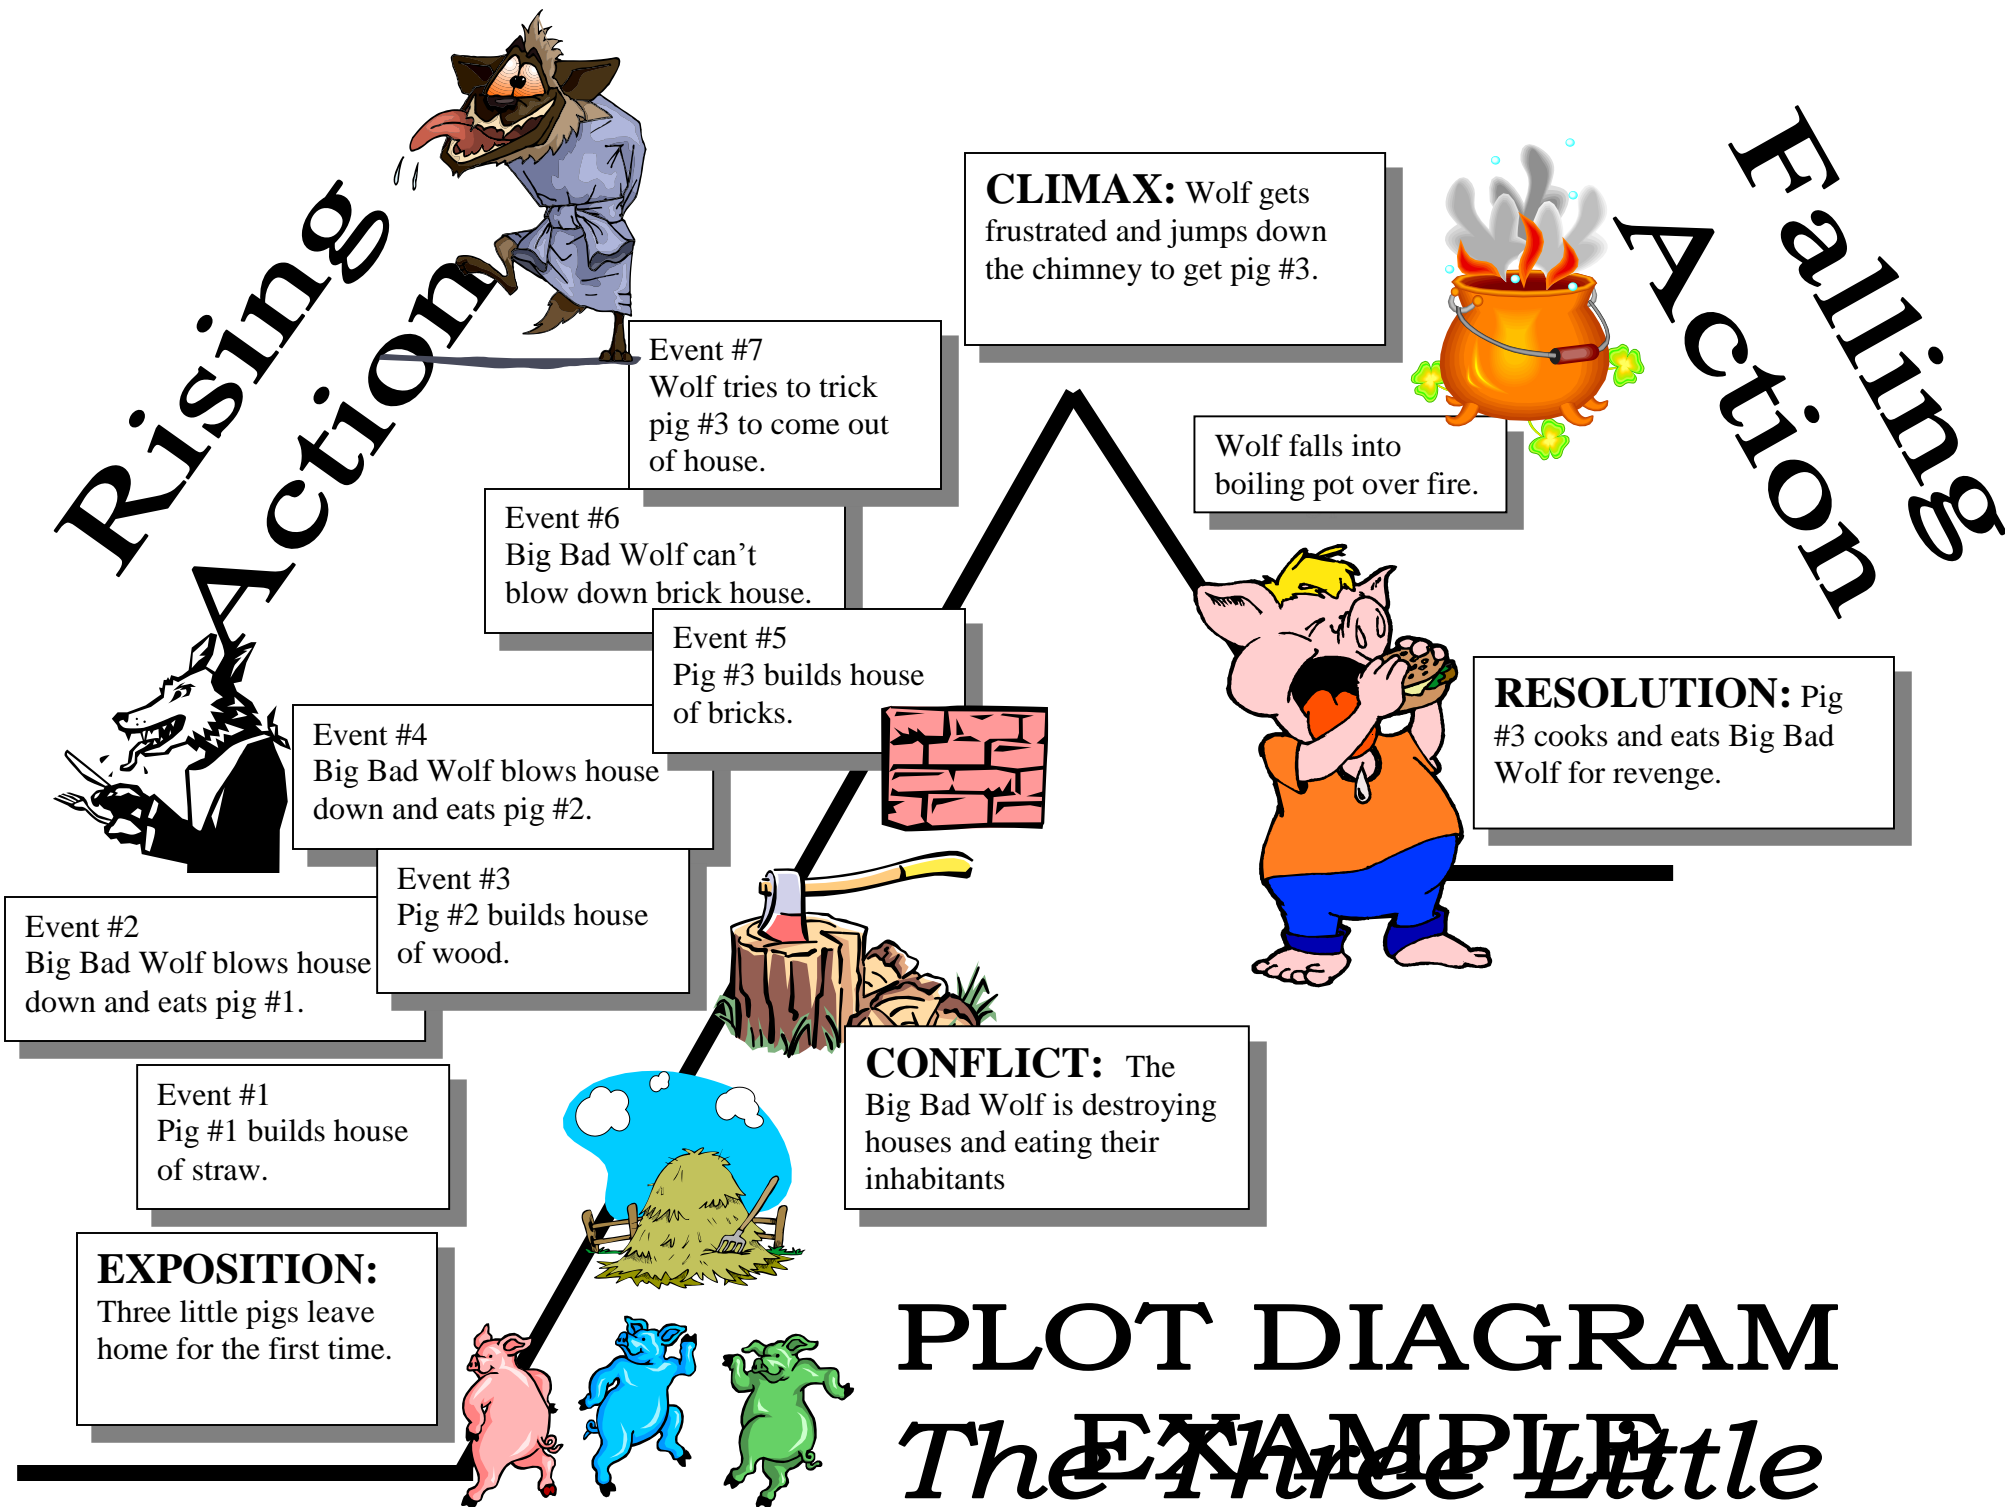 Rising
Action
Falling
Action
CLIMAX: Wolf gets
frustrated and jumps down
the chimney to get pig #3.
Event #7
Wolf tries to trick
pig #3 to come out
of house.
Wolf falls into
boiling pot over fire.
Event #6
Big Bad Wolf can't
blow down brick house.
Event #5
Pig #3 builds house
of bricks.
RESOLUTION: Pig
#3 cooks and eats Big Bad
Wolf for revenge.
Event #4
Big Bad Wolf blows house
down and eats pig #2.
Event #3
Pig #2 builds house
of wood.
Event #2
Big Bad Wolf blows house
down and eats pig #1.
CONFLICT: The
Big Bad Wolf is destroying
houses and eating their
inhabitants
Event #1
Pig #1 builds house
of straw.
EXPOSITION:
Three little pigs leave
home for the first time.
PLOT DIAGRAM
EXAMPLE
The Three Little